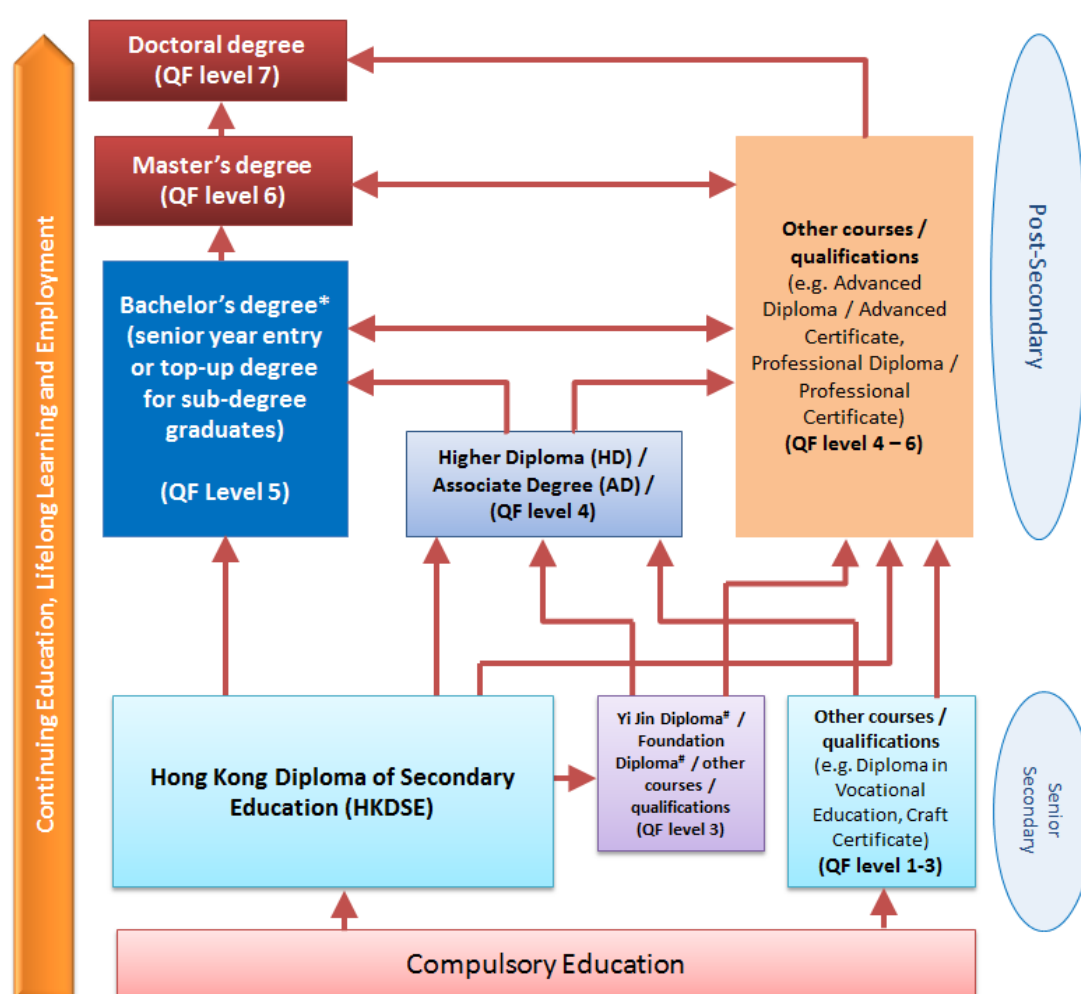 Doctoral degree
(QF level 7)
Master’s degree
(QF level 6)
Bachelor’s degree*
(senior year entry
or top-up degree
for sub-degree
graduates)
(QF Level 5)
Higher Diploma (HD) /
Associate Degree (AD) /
(QF level 4)
Other courses /
qualifications
(e.g. Advanced
Diploma / Advanced
Certificate,
Professional Diploma /
Professional
Certificate)
(QF level 4 – 6)
Hong Kong Diploma of Secondary
Education (HKDSE)
Yi Jin Diploma# /
Foundation
Diploma# / other
courses /
qualifications
(QF level 3)
Other courses /
qualifications
(e.g. Diploma in
Vocational
Education, Craft
Certificate)
(QF level 1-3)
Compulsory Education
Continuing Education, Lifelong Learning and Employment
Post-Secondary
Senior
Secondary